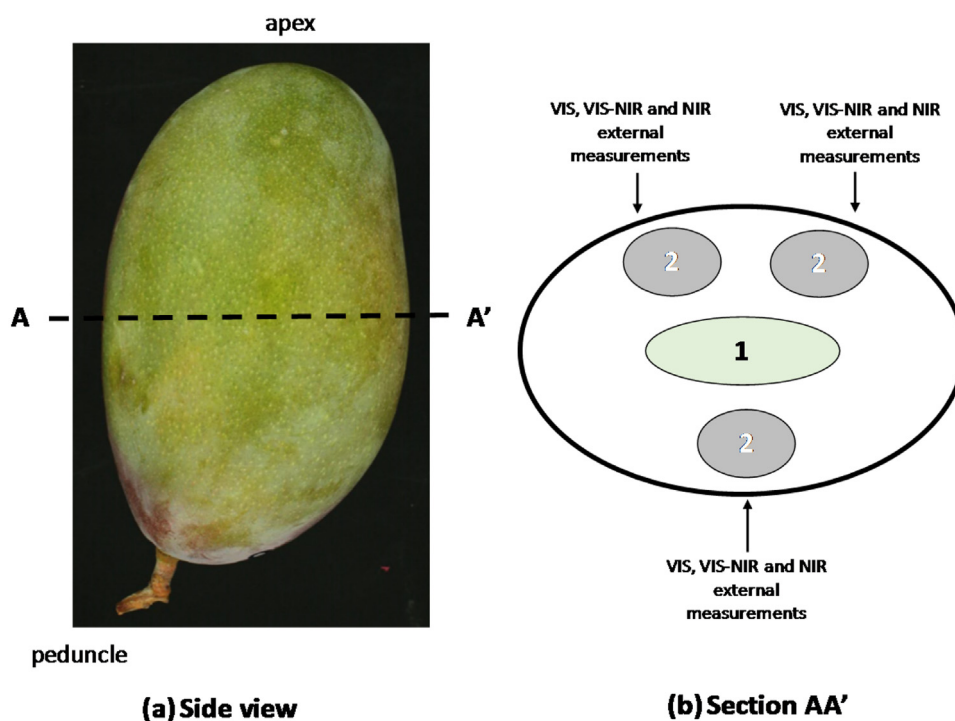 apex
A
A'
peduncle
(a) Side view
VIS, VIS-NIR and NIR
external
measurements
VIS, VIS-NIR and NIR
external
measurements
2
2
1
2
VIS, VIS-NIR and NIR
external
measurements
(b) Section AA'